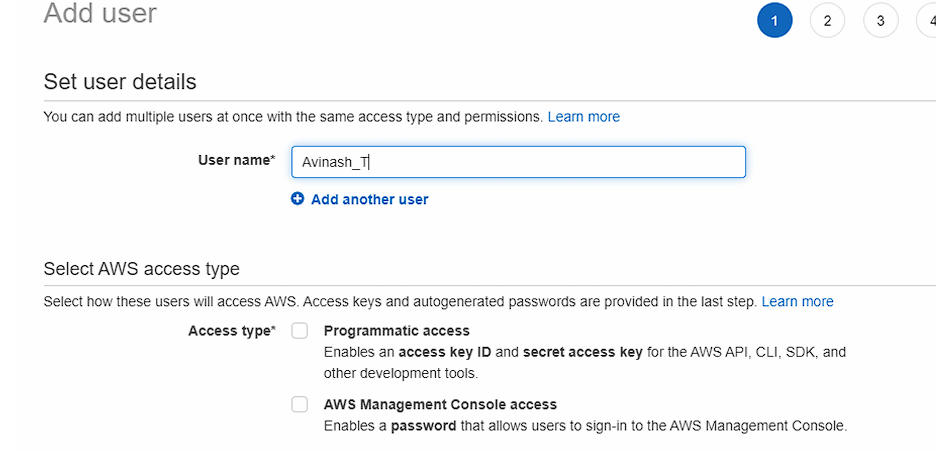 Add user
1 2 3 4
Set user details
You can add multiple users at once with the same access type and permissions. Learn more
User name* Avinash_T
Add another user
Select AWS access type
Select how these users will access AWS. Access keys and autogenerated passwords are provided in the last step. Learn more
Access type* Programmatic access
Enables an access key ID and secret access key for the AWS API, CLI, SDK, and
other development tools.
AWS Management Console access
Enables a password that allows users to sign-in to the AWS Management Console.